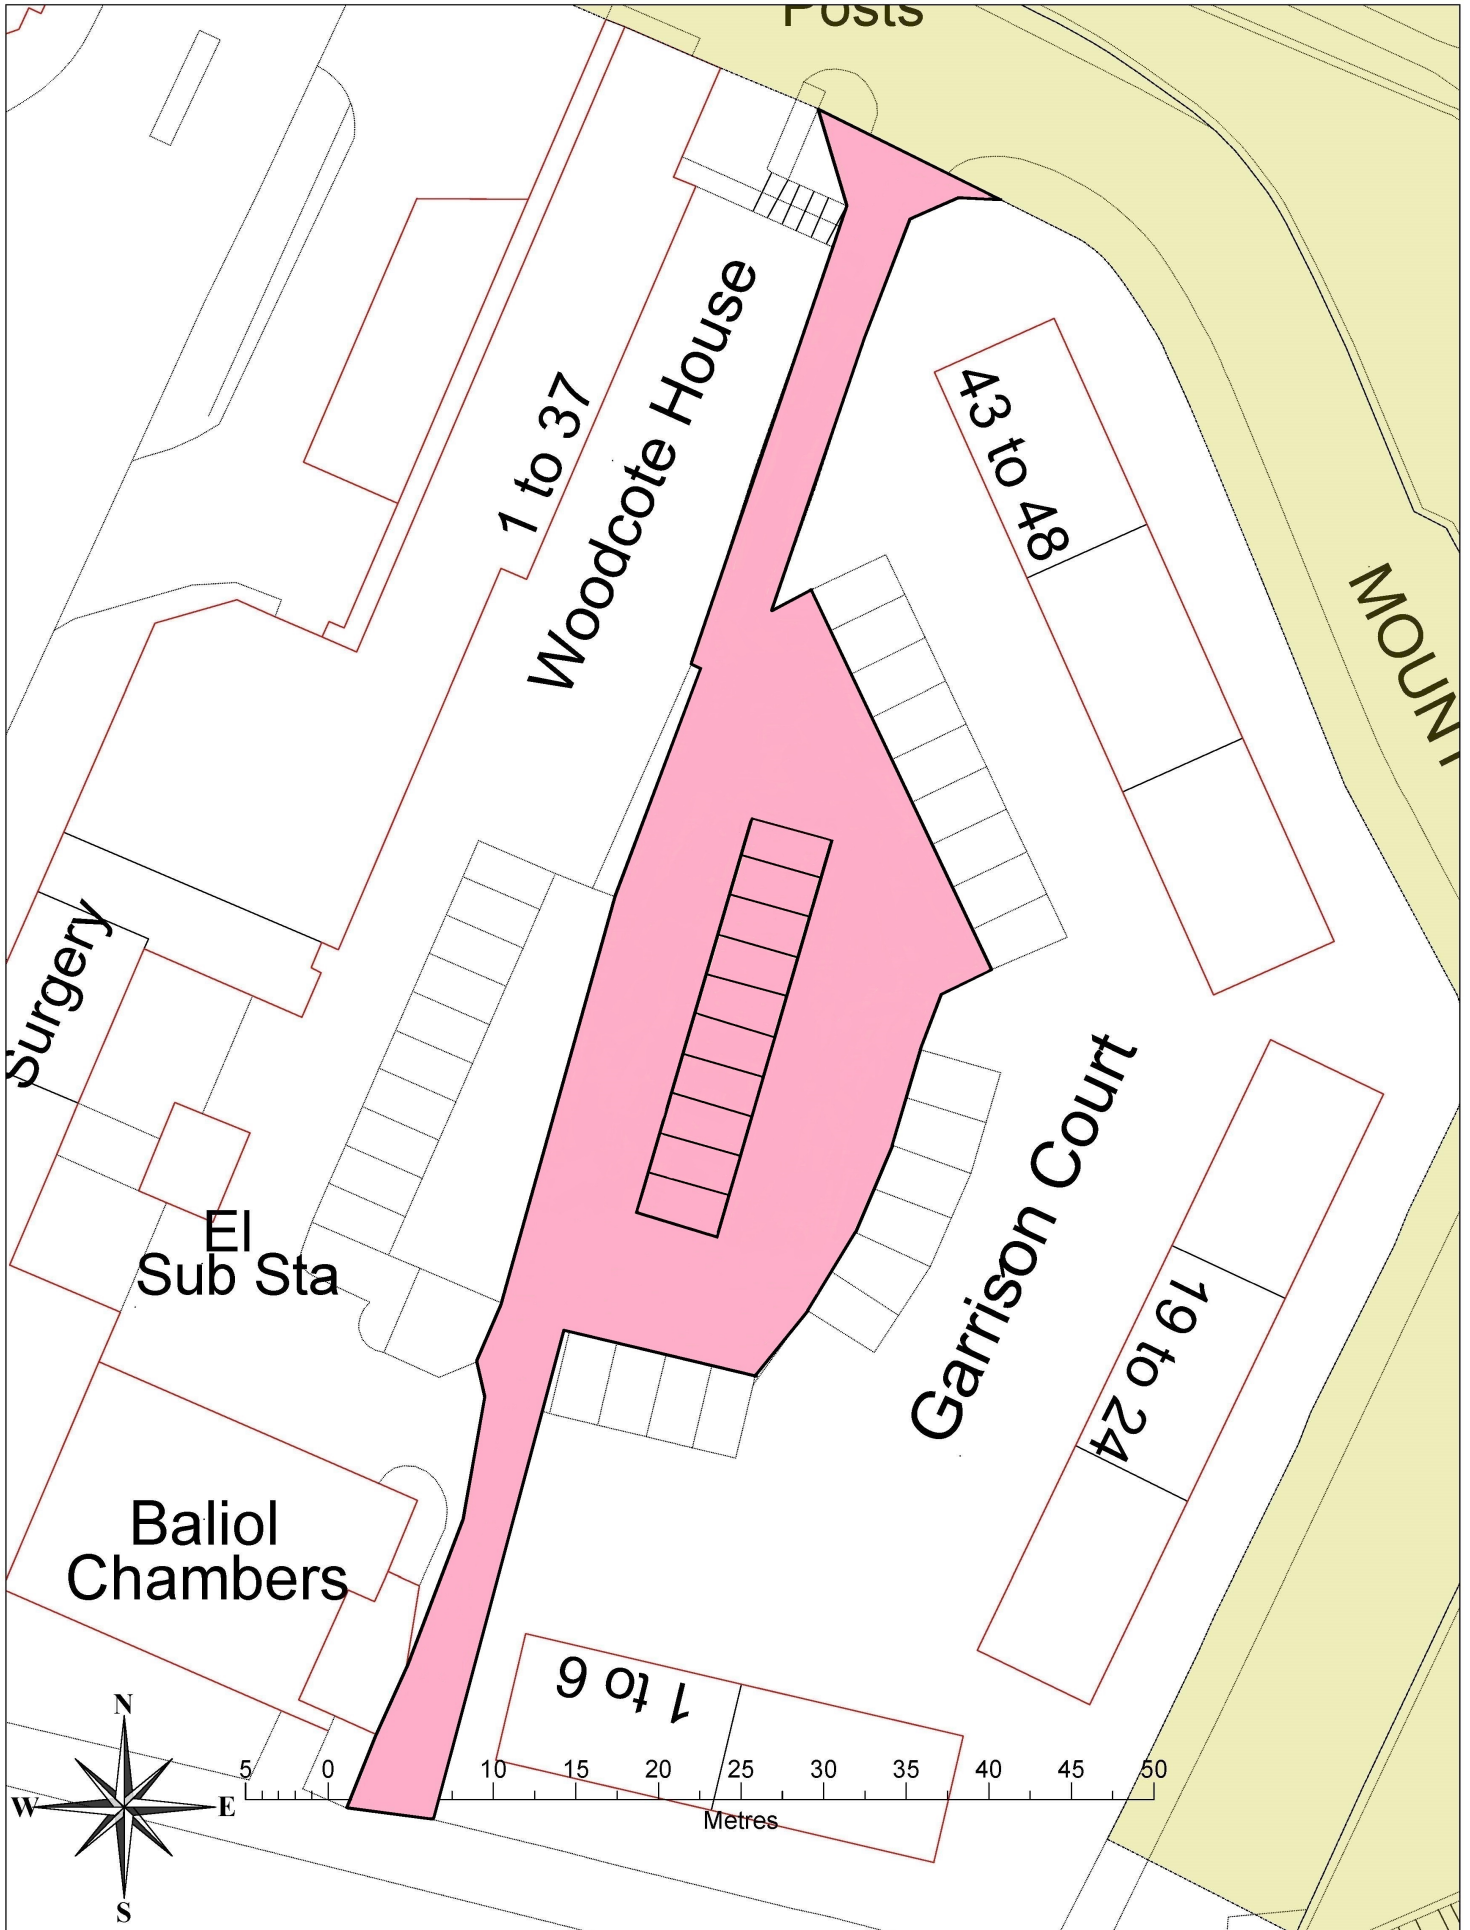 Posts
Woodcote House
1 to 37
43 to 48
MOUNT
Surgery
Garrison Court
El
Sub Sta
19 to 24
Baliol
Chambers
1 to 6
N
W E
S
5 0 10 15 20 25 30 35 40 45 50
Metres